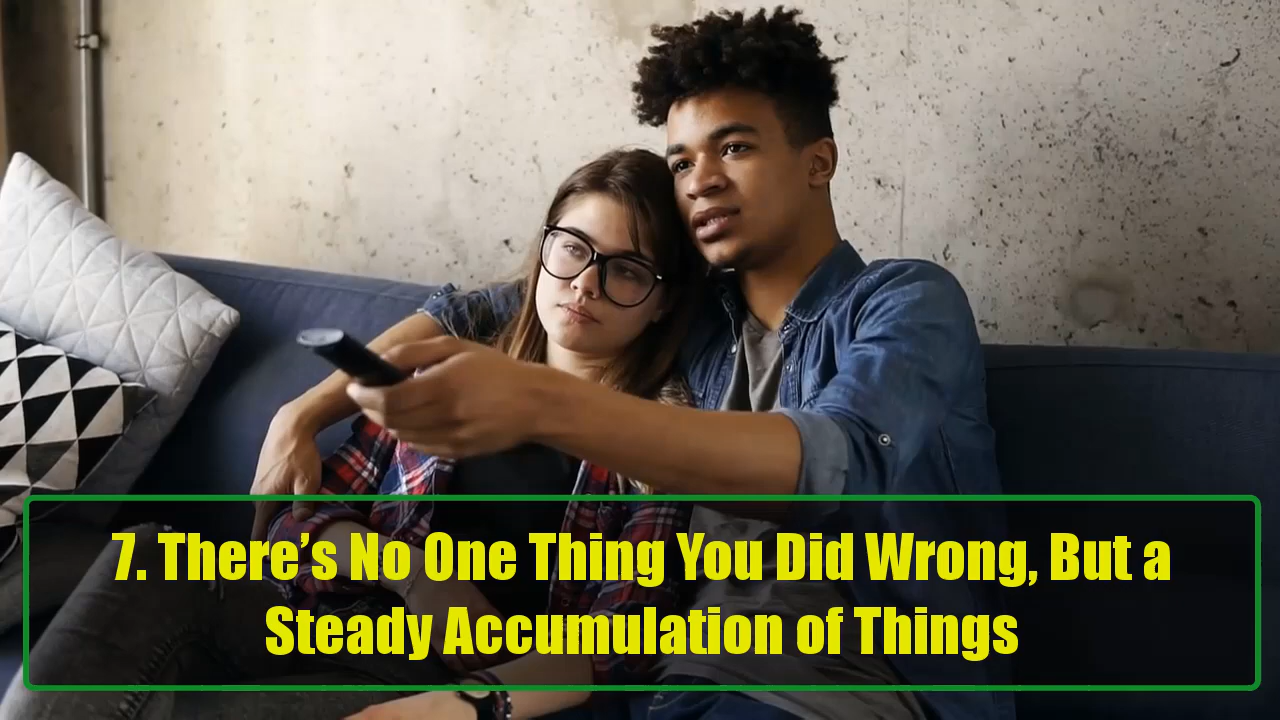 7. There’s No One Thing You Did Wrong, But a
Steady Accumulation of Things